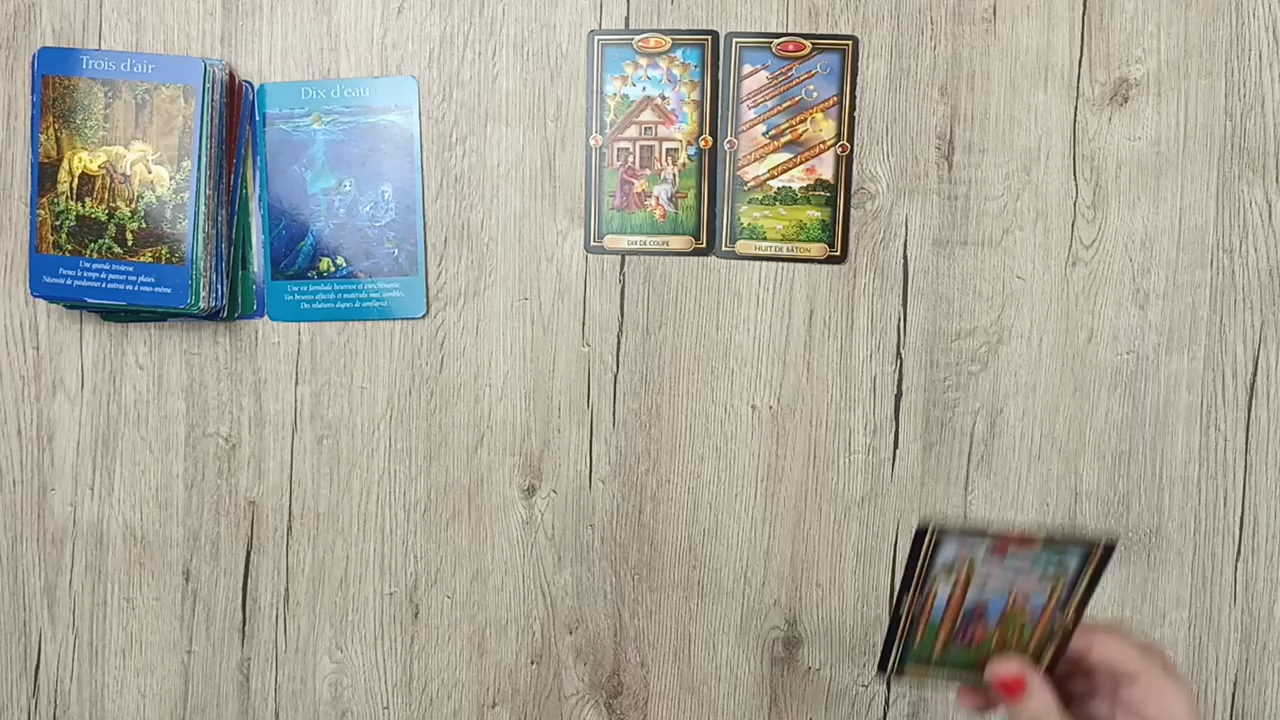 Trois d'air
Une grande tristesse
Prenez le temps de panser vos plaies
Nécessité de pardonner à autrui ou à vous-même
Dix d'eau
Une vie familiale heureuse et enrichissante
Vos besoins affectifs et matériels sont comblés.
Des relations dignes de confiance
DIX DE COUPE
HUIT DE BÂTON